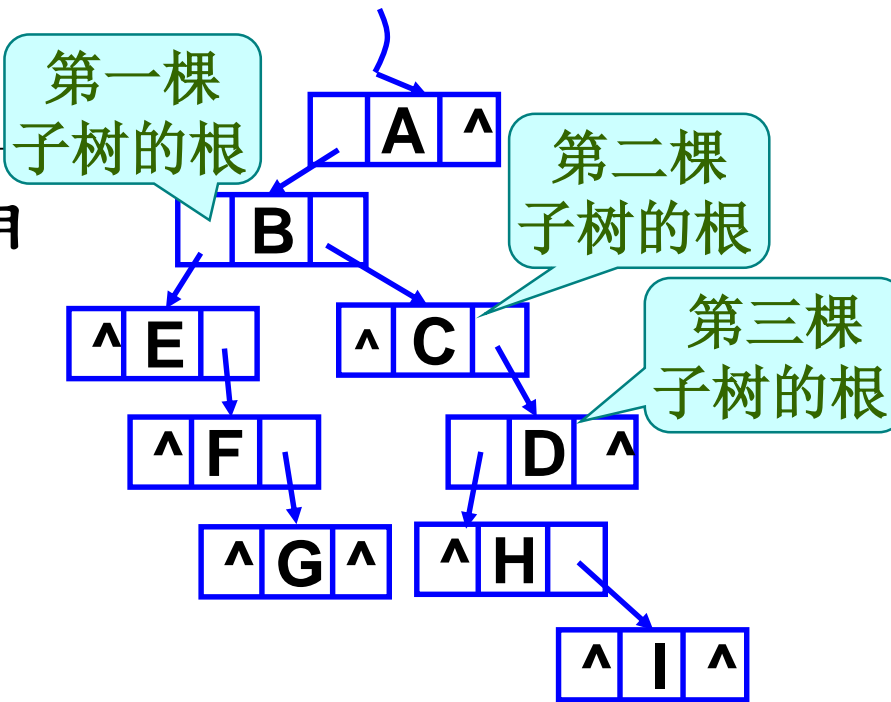 第一棵
子树的根
A ^
第二棵
子树的根
B
^ E
^ C
第三棵
子树的根
^ F
D ^
^ G ^
^ H
^ I ^